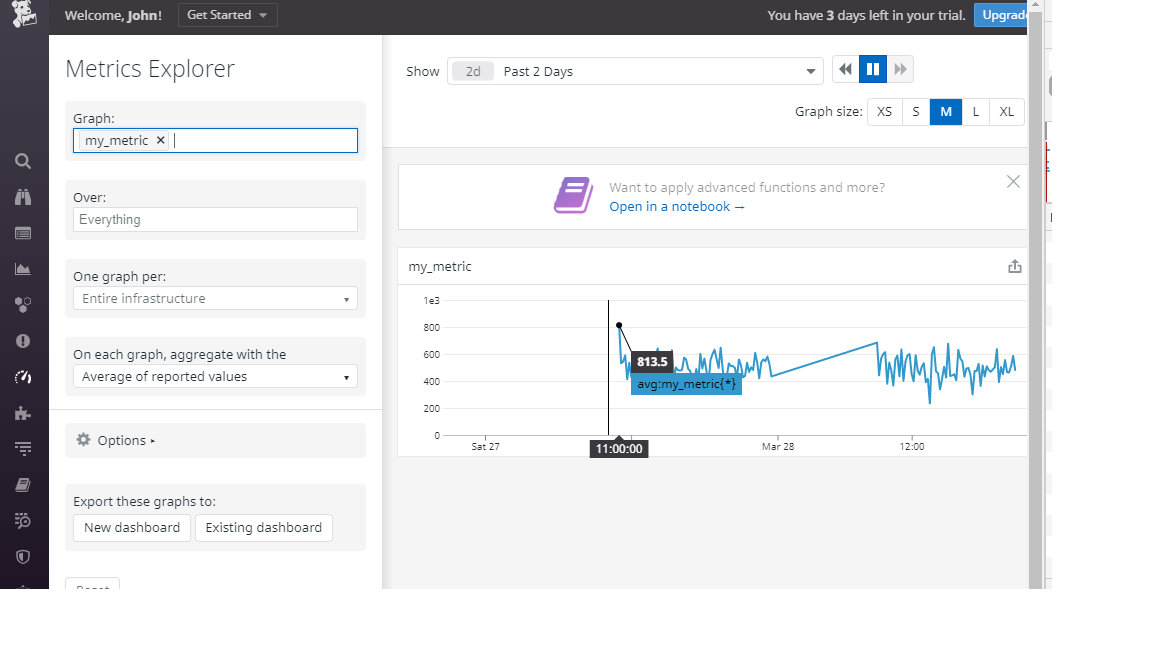 Welcome, John!
Get Started
You have 3 days left in your trial.
Upgrade
Metrics Explorer
Graph:
my_metric ×
Over:
Everything
One graph per:
Entire infrastructure
On each graph, aggregate with the
Average of reported values
Options
Export these graphs to:
New dashboard
Existing dashboard
Reset
Show
2d
Past 2 Days
Graph size:
XS
S
M
L
XL
Want to apply advanced functions and more?
Open in a notebook →
my_metric
1e3
800
600
400
200
0
813.5
avg:my_metric{*}
Sat 27
11:00:00
Mar 28
12:00